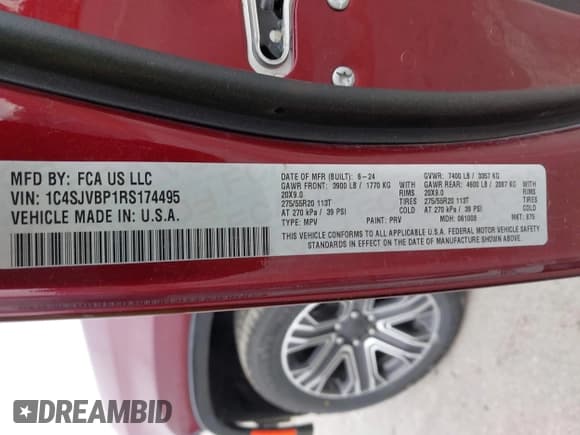 MFD BY: FCA US LLC
VIN: 1C4SJVBP1RS174495
VEHICLE MADE IN: U.S.A.
DATE OF MFR (BUILT): 6-24
GVWR: 7400 LB / 3357 KG
GAWR FRONT: 3900 LB / 1770 KG
20X9.0 RIMS
275/55R20 113T TIRES
AT 270 kPa / 39 PSI
GAWR REAR: 4600 LB / 2087 KG
20X9.0 RIMS
275/55R20 113T TIRES
AT 270 kPa / 39 PSI
TYPE: MPV
PAINT: PRV
MDH: 061008
MKT: 875
THIS VEHICLE CONFORMS TO ALL APPLICABLE U.S.A. FEDERAL MOTOR VEHICLE
SAFETY STANDARDS IN EFFECT ON THE DATE OF MANUFACTURE SHOWN ABOVE.
DREAMBID